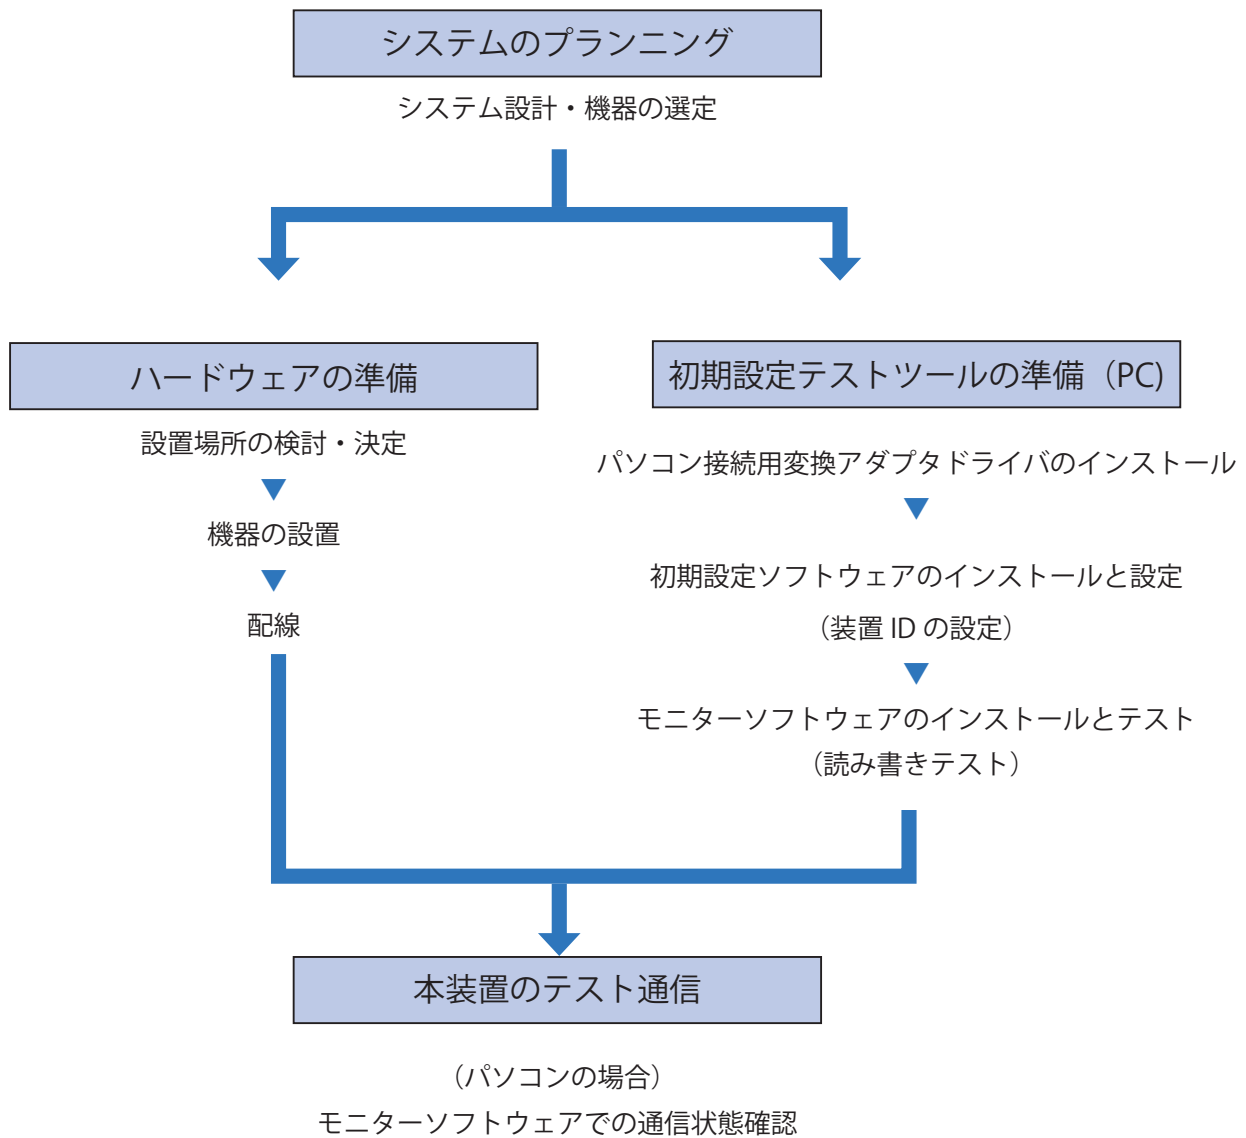 システムのプランニング
システム設計・機器の選定
ハードウェアの準備
設置場所の検討・決定
機器の設置
配線
初期設定テストツールの準備（PC)
パソコン接続用変換アダプタドライバのインストール
初期設定ソフトウェアのインストールと設定
（装置 ID の設定）
モニターソフトウェアのインストールとテスト
（読み書きテスト）
本装置のテスト通信
（パソコンの場合）
モニターソフトウェアでの通信状態確認